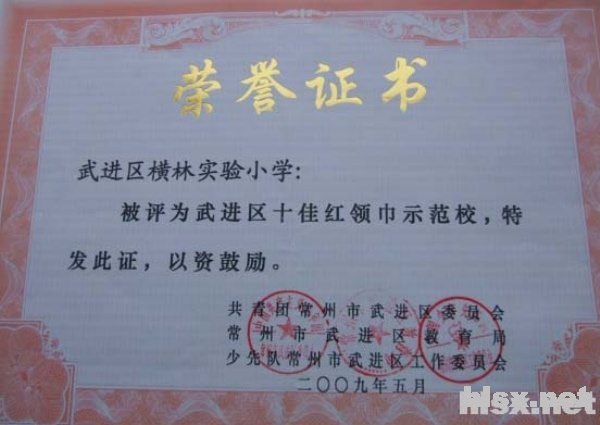 荣誉证书
武进区横林实验小学:
被评为武进区十佳红领巾示范校,特
发此证,以资鼓励。
共青团常州市武进区委员会
常州市武进区教育局
少先队常州市武进区工作委员会
二〇〇九年五月
hlsx.net